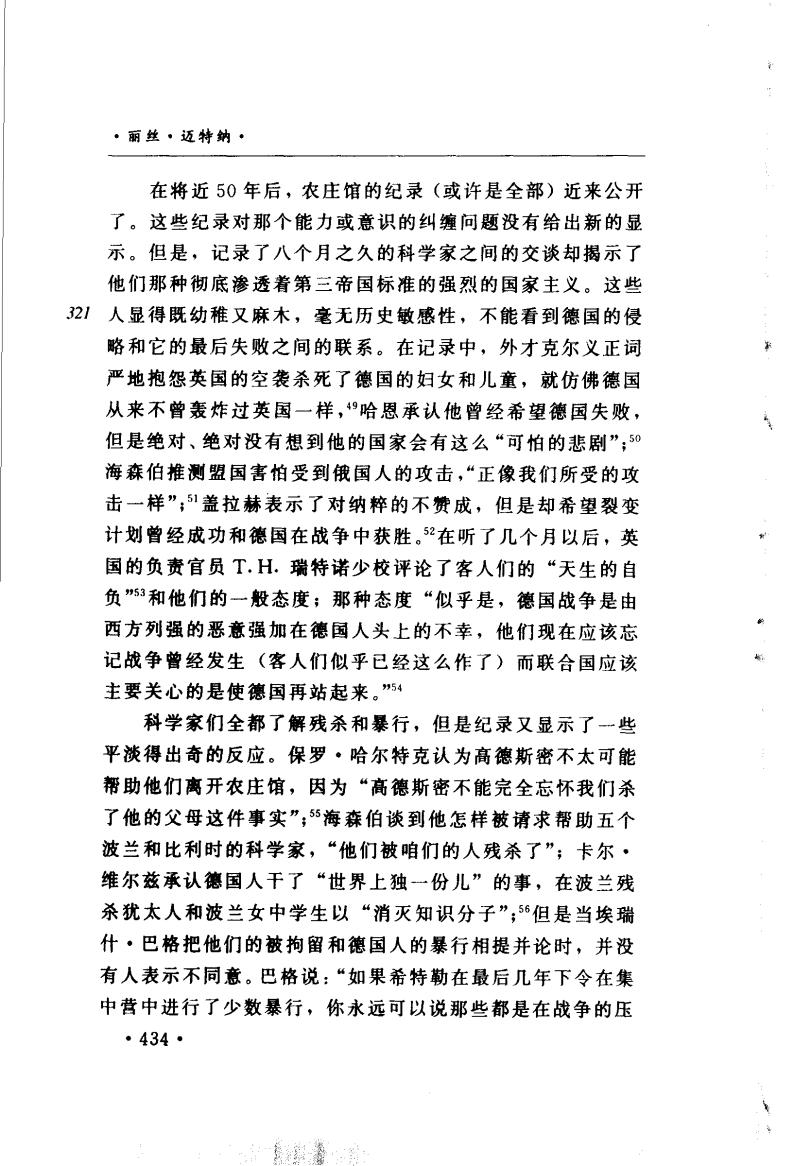 ·丽丝·迈特纳·
在将近 50 年后，农庄馆的纪录（或许是全部）近来公开
了。这些纪录对那个能力或意识的纠缠问题没有给出新的显
示。但是，记录了八个月之久的科学家之间的交谈却揭示了
他们那种彻底渗透着第三帝国标准的强烈的国家主义。这些
321 人显得既幼稚又麻木，毫无历史敏感性，不能看到德国的侵
略和它的最后失败之间的联系。在记录中，外才克尔义正词
严地抱怨英国的空袭杀死了德国的妇女和儿童，就仿佛德国
从来不曾轰炸过英国一样，⁴⁹哈恩承认他曾经希望德国失败，
但是绝对、绝对没有想到他的国家会有这么“可怕的悲剧”；⁵⁰
海森伯推测盟国害怕受到俄国人的攻击，“正像我们所受的攻
击一样”；⁵¹盖拉赫表示了对纳粹的不赞成，但是却希望裂变
计划曾经成功和德国在战争中获胜。⁵²在听了几个月以后，英
国的负责官员 T.H. 瑞特诺少校评论了客人们的“天生的自
负”⁵³和他们的一般态度；那种态度“似乎是，德国战争是由
西方列强的恶意强加在德国人头上的不幸，他们现在应该忘
记战争曾经发生（客人们似乎已经这么作了）而联合国应该
主要关心的是使德国再站起来。”⁵⁴
科学家们全都了解残杀和暴行，但是纪录又显示了一些
平淡得出奇的反应。保罗·哈尔特克认为高德斯密不太可能
帮助他们离开农庄馆，因为“高德斯密不能完全忘怀我们杀
了他的父母这件事实”；⁵⁵海森伯谈到他怎样被请求帮助五个
波兰和比利时的科学家，“他们被咱们的人残杀了”；卡尔·
维尔兹承认德国人干了“世界上独一份儿”的事，在波兰残
杀犹太人和波兰女中学生以“消灭知识分子”；⁵⁶但是当埃瑞
什·巴格把他们的被拘留和德国人的暴行相提并论时，并没
有人表示不同意。巴格说：“如果希特勒在最后几年下令在集
中营中进行了少数暴行，你永远可以说那些都是在战争的压
·434·